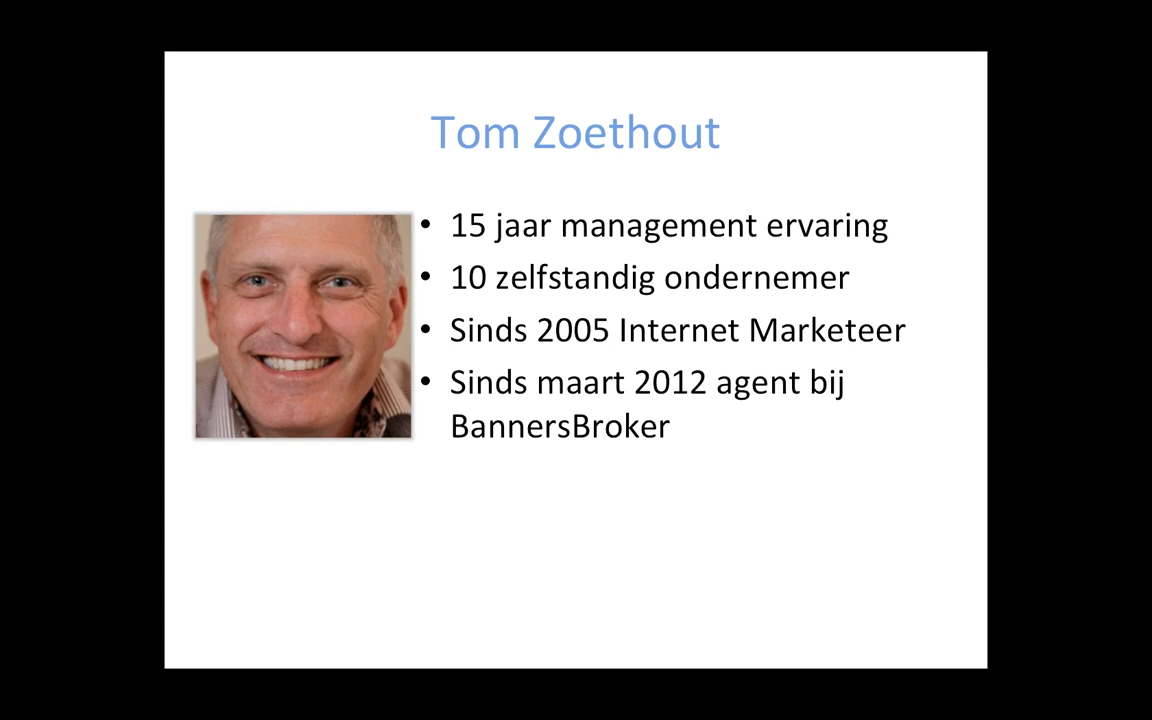 Tom Zoethout
• 15 jaar management ervaring
• 10 zelfstandig ondernemer
• Sinds 2005 Internet Marketeer
• Sinds maart 2012 agent bij
BannersBroker